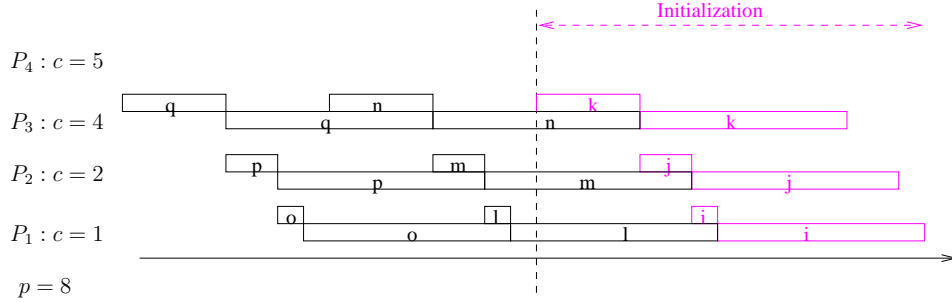 Initialization
P₄ : c = 5
q n k
P₃ : c = 4
q n k
p m j
P₂ : c = 2
p m j
o l i
P₁ : c = 1
o l i
p = 8